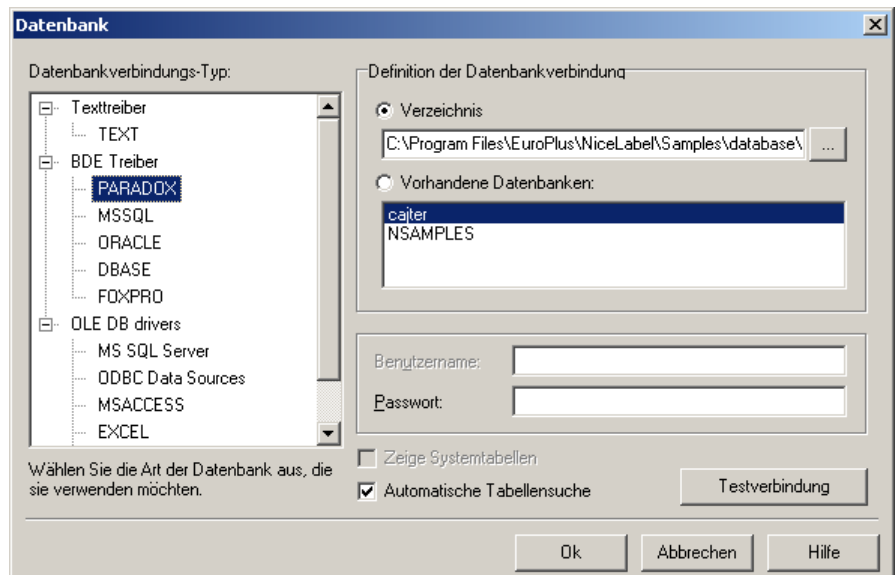 Datenbank
Datenbankverbindungs-Typ:
Texttreiber
TEXT
BDE Treiber
PARADOX
MSSQL
ORACLE
DBASE
FOXPRO
OLE DB drivers
MS SQL Server
ODBC Data Sources
MSACCESS
EXCEL
Wählen Sie die Art der Datenbank aus, die
sie verwenden möchten.
Definition der Datenbankverbindung
Verzeichnis
C:\Program Files\EuroPlus\NiceLabel\Samples\database\
...
Vorhandene Datenbanken:
cajter
NSAMPLES
Benutzername:
Passwort:
Zeige Systemtabellen
Automatische Tabellensuche
Testverbindung
Ok
Abbrechen
Hilfe